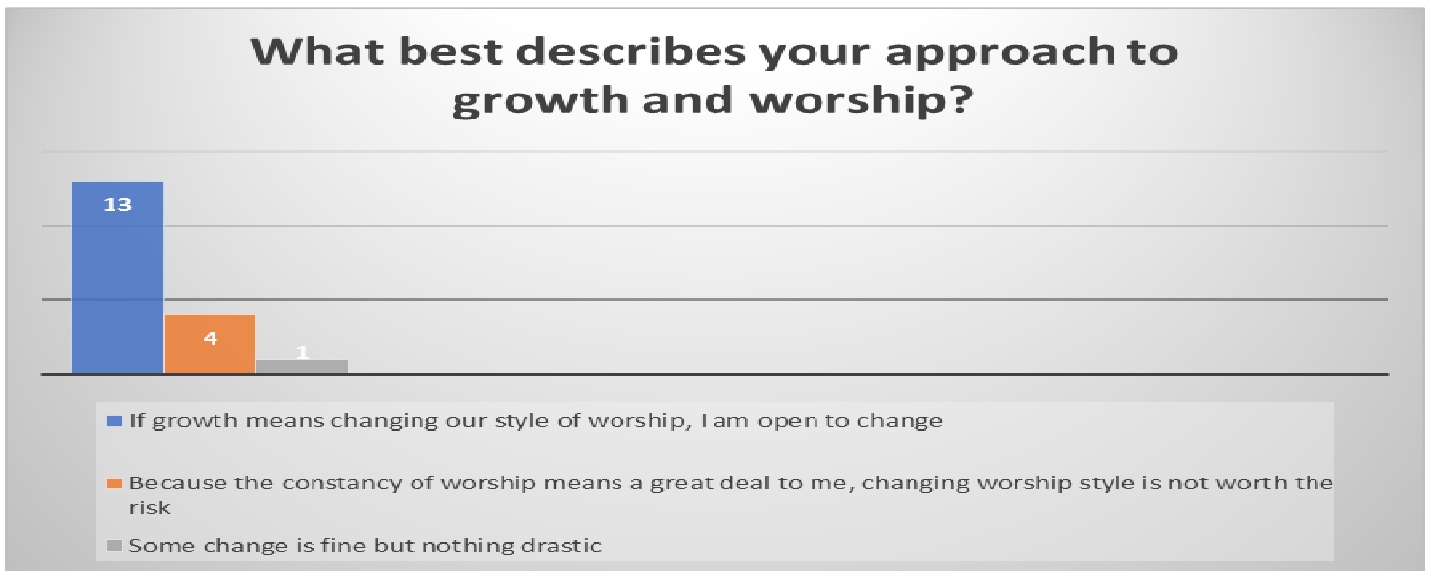 What best describes your approach to
growth and worship?
13
4
1
If growth means changing our style of worship, I am open to change
Because the constancy of worship means a great deal to me, changing worship style is not worth the
risk
Some change is fine but nothing drastic